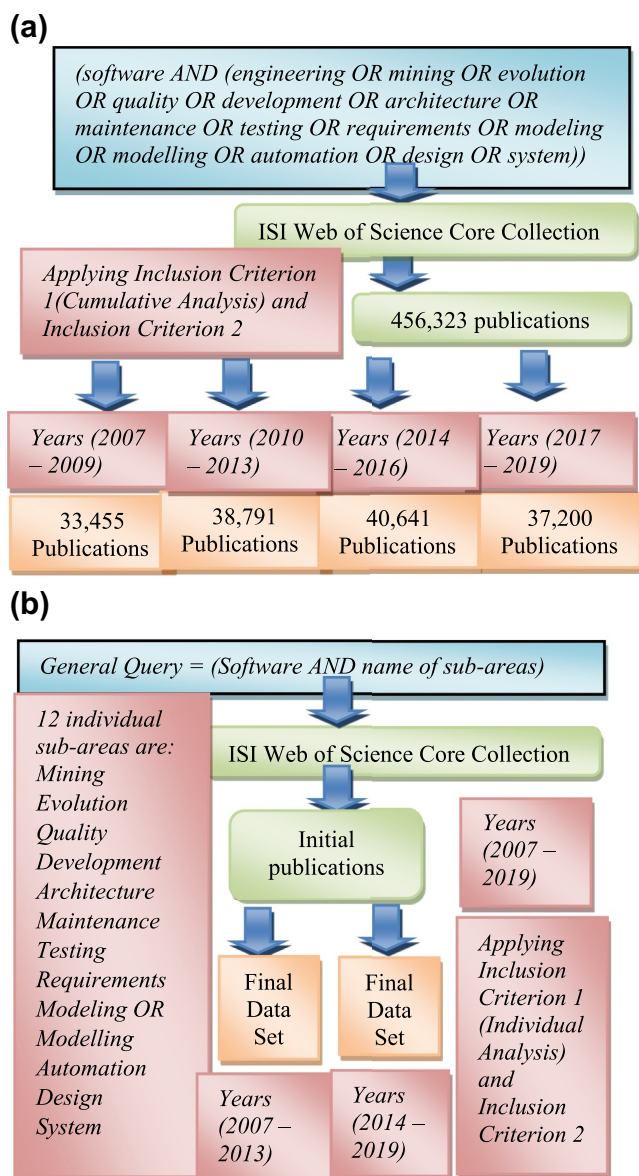 (a)
(software AND (engineering OR mining OR evolution
OR quality OR development OR architecture OR
maintenance OR testing OR requirements OR modeling
OR modelling OR automation OR design OR system))
ISI Web of Science Core Collection
Applying Inclusion Criterion
1(Cumulative Analysis) and
Inclusion Criterion 2
456,323 publications
Years (2007
– 2009)
Years (2010
– 2013)
Years (2014
– 2016)
Years (2017
– 2019)
33,455
Publications
38,791
Publications
40,641
Publications
37,200
Publications
(b)
General Query = (Software AND name of sub-areas)
12 individual
sub-areas are:
Mining
Evolution
Quality
Development
Architecture
Maintenance
Testing
Requirements
Modeling OR
Modelling
Automation
Design
System
ISI Web of Science Core Collection
Initial
publications
Years
(2007 –
2019)
Final
Data
Set
Final
Data
Set
Applying
Inclusion
Criterion 1
(Individual
Analysis)
and
Inclusion
Criterion 2
Years
(2007 –
2013)
Years
(2014 –
2019)